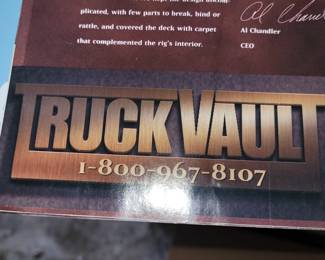 plicated, with few parts to break, bind or
rattle, and covered the deck with carpet
that complemented the rig's interior.
Al Chandler
CEO
TRUCKVAULT
1-800-967-8107